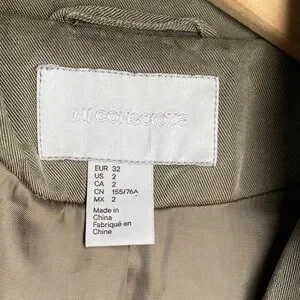 H&M CONSCIOUS
EUR 32
US 2
CA 2
CN 155/76A
MX 2
Made in
China
Fabriqué en
Chine